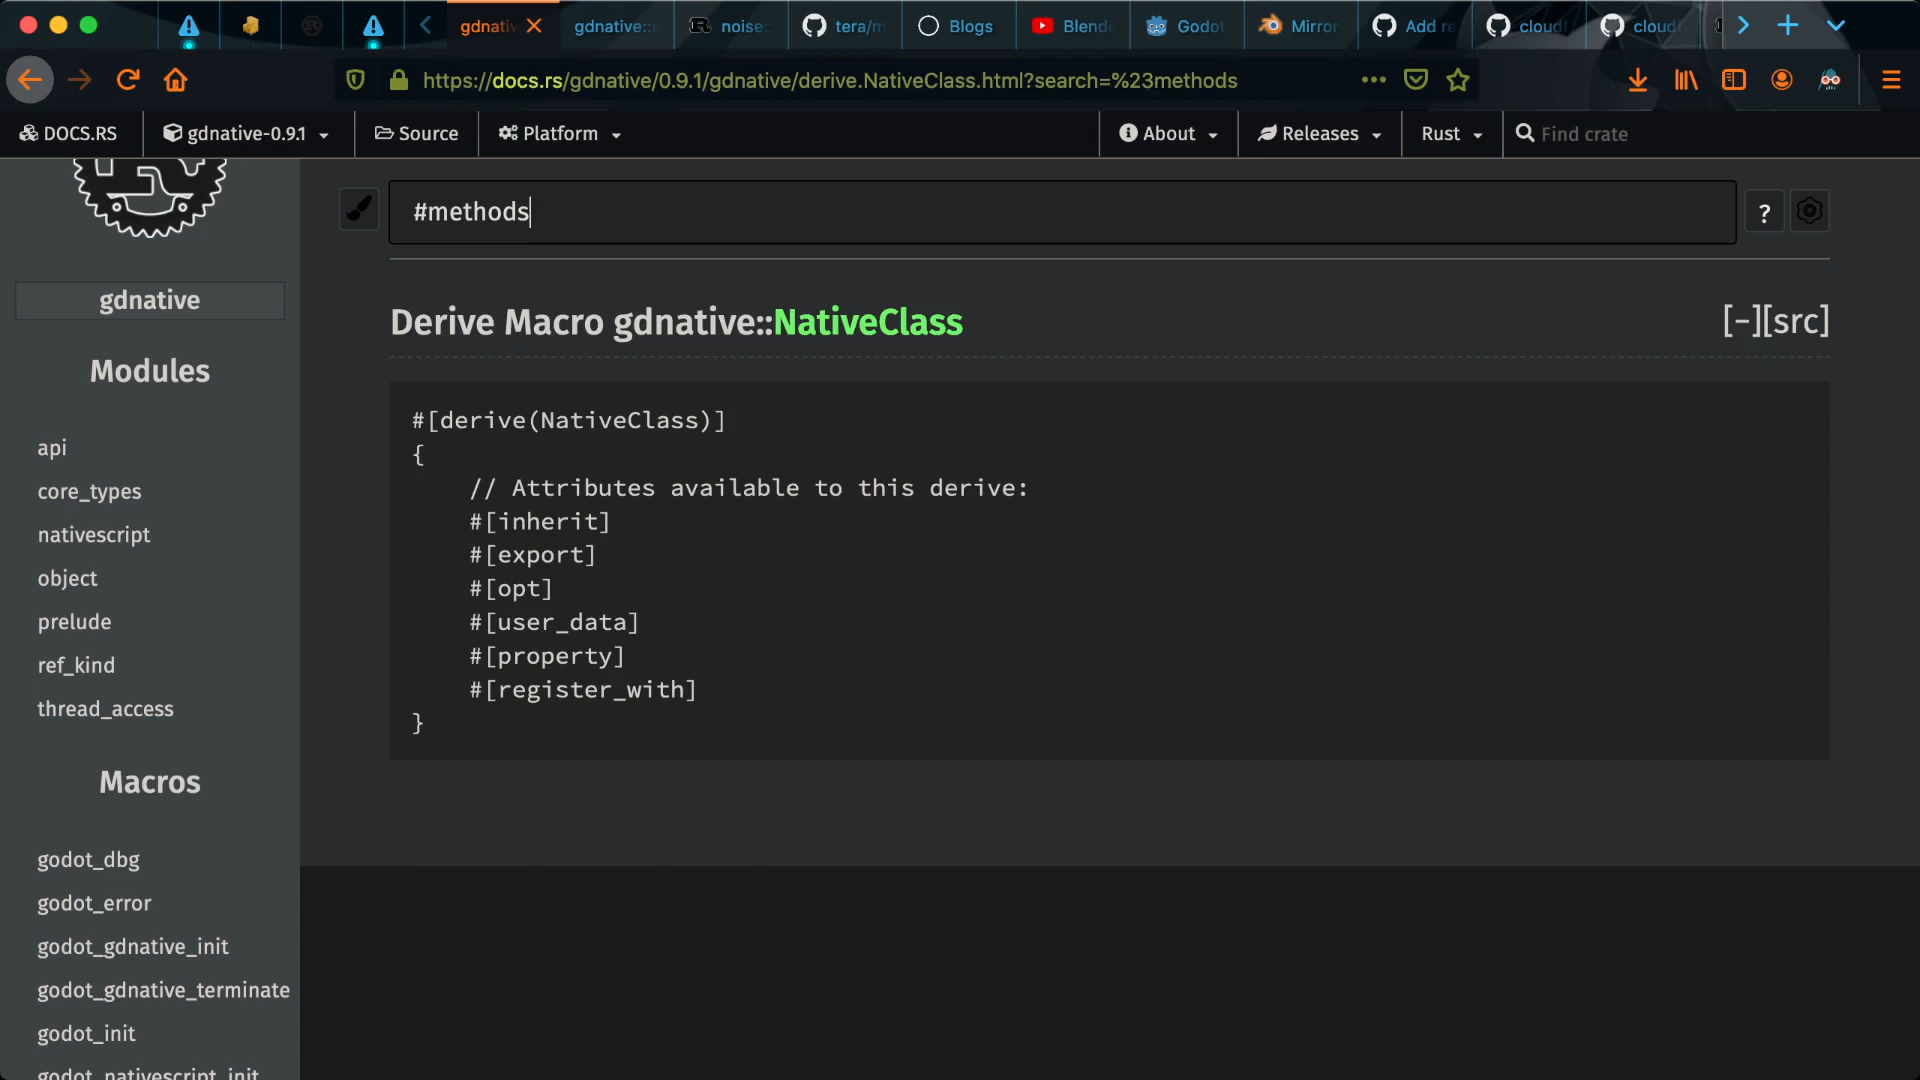 gdnativ
gdnative::
noise:
tera/m
Blogs
Blende
Godot
Mirror
Add re
cloudf
cloudf
https://docs.rs/gdnative/0.9.1/gdnative/derive.NativeClass.html?search=%23methods
DOCS.RS
gdnative-0.9.1
Source
Platform
About
Releases
Rust
Find crate
#methods
?
gdnative
Modules
api
core_types
nativescript
object
prelude
ref_kind
thread_access
Macros
godot_dbg
godot_error
godot_gdnative_init
godot_gdnative_terminate
godot_init
godot_nativescript_init
Derive Macro gdnative::NativeClass
[-][src]
#[derive(NativeClass)]
{
// Attributes available to this derive:
#[inherit]
#[export]
#[opt]
#[user_data]
#[property]
#[register_with]
}